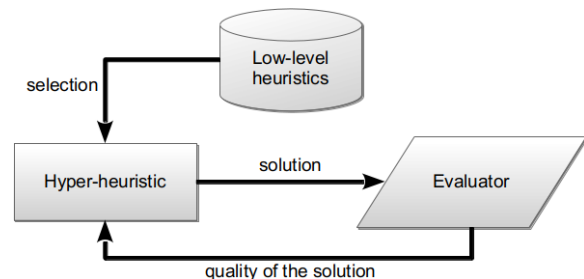 Low-level
heuristics
selection
Hyper-heuristic
solution
Evaluator
quality of the solution